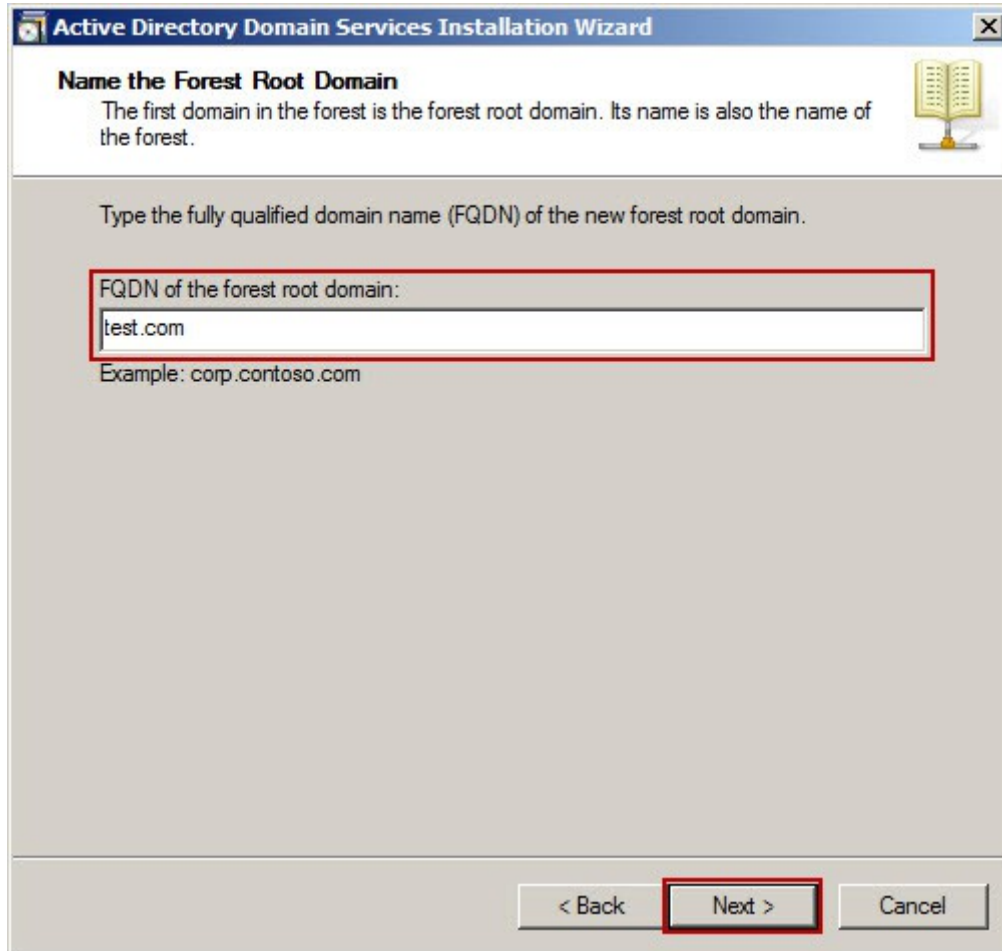 Active Directory Domain Services Installation Wizard
Name the Forest Root Domain
The first domain in the forest is the forest root domain. Its name is also the name of
the forest.
Type the fully qualified domain name (FQDN) of the new forest root domain.
FQDN of the forest root domain:
test.com
Example: corp.contoso.com
< Back Next > Cancel